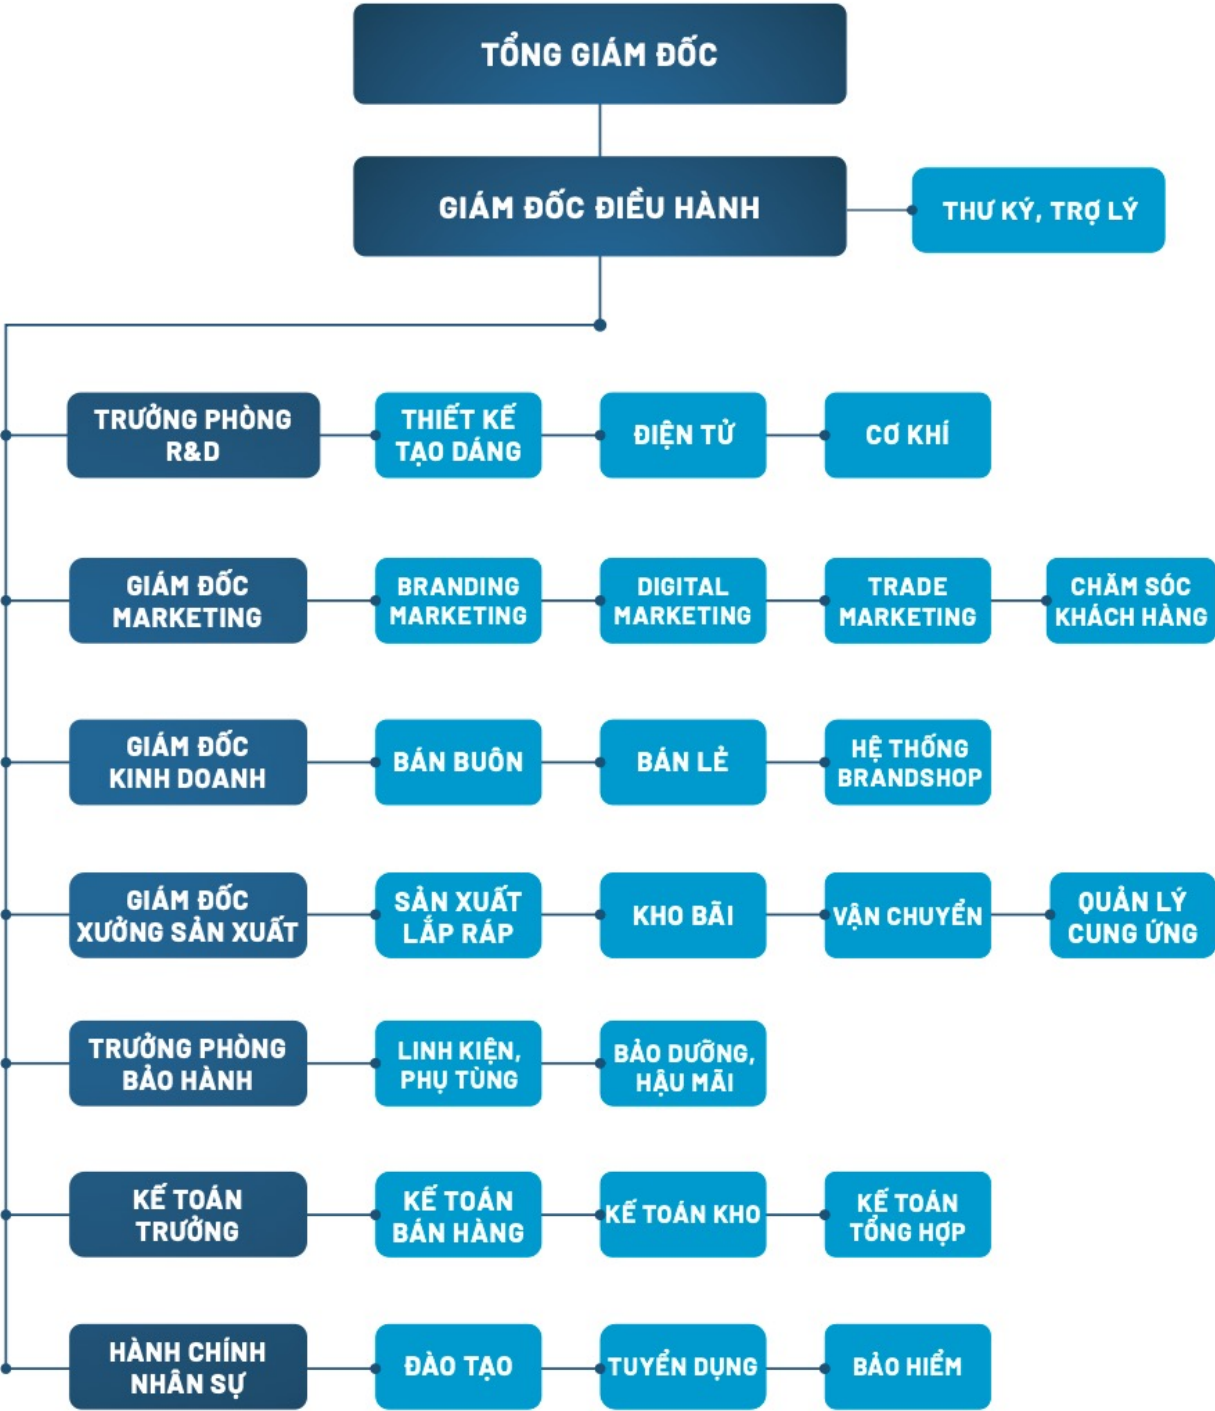 TỔNG GIÁM ĐỐC
GIÁM ĐỐC ĐIỀU HÀNH
THƯ KÝ, TRỢ LÝ
TRƯỞNG PHÒNG
R&D
THIẾT KẾ
TẠO DÁNG
ĐIỆN TỬ
CƠ KHÍ
GIÁM ĐỐC
MARKETING
BRANDING
MARKETING
DIGITAL
MARKETING
TRADE
MARKETING
CHĂM SÓC
KHÁCH HÀNG
GIÁM ĐỐC
KINH DOANH
BÁN BUÔN
BÁN LẺ
HỆ THỐNG
BRANDSHOP
GIÁM ĐỐC
XƯỞNG SẢN XUẤT
SẢN XUẤT
LẮP RÁP
KHO BÃI
VẬN CHUYỂN
QUẢN LÝ
CUNG ỨNG
TRƯỞNG PHÒNG
BẢO HÀNH
LINH KIỆN,
PHỤ TÙNG
BẢO DƯỠNG,
HẬU MÃI
KẾ TOÁN
TRƯỞNG
KẾ TOÁN
BÁN HÀNG
KẾ TOÁN KHO
KẾ TOÁN
TỔNG HỢP
HÀNH CHÍNH
NHÂN SỰ
ĐÀO TẠO
TUYỂN DỤNG
BẢO HIỂM